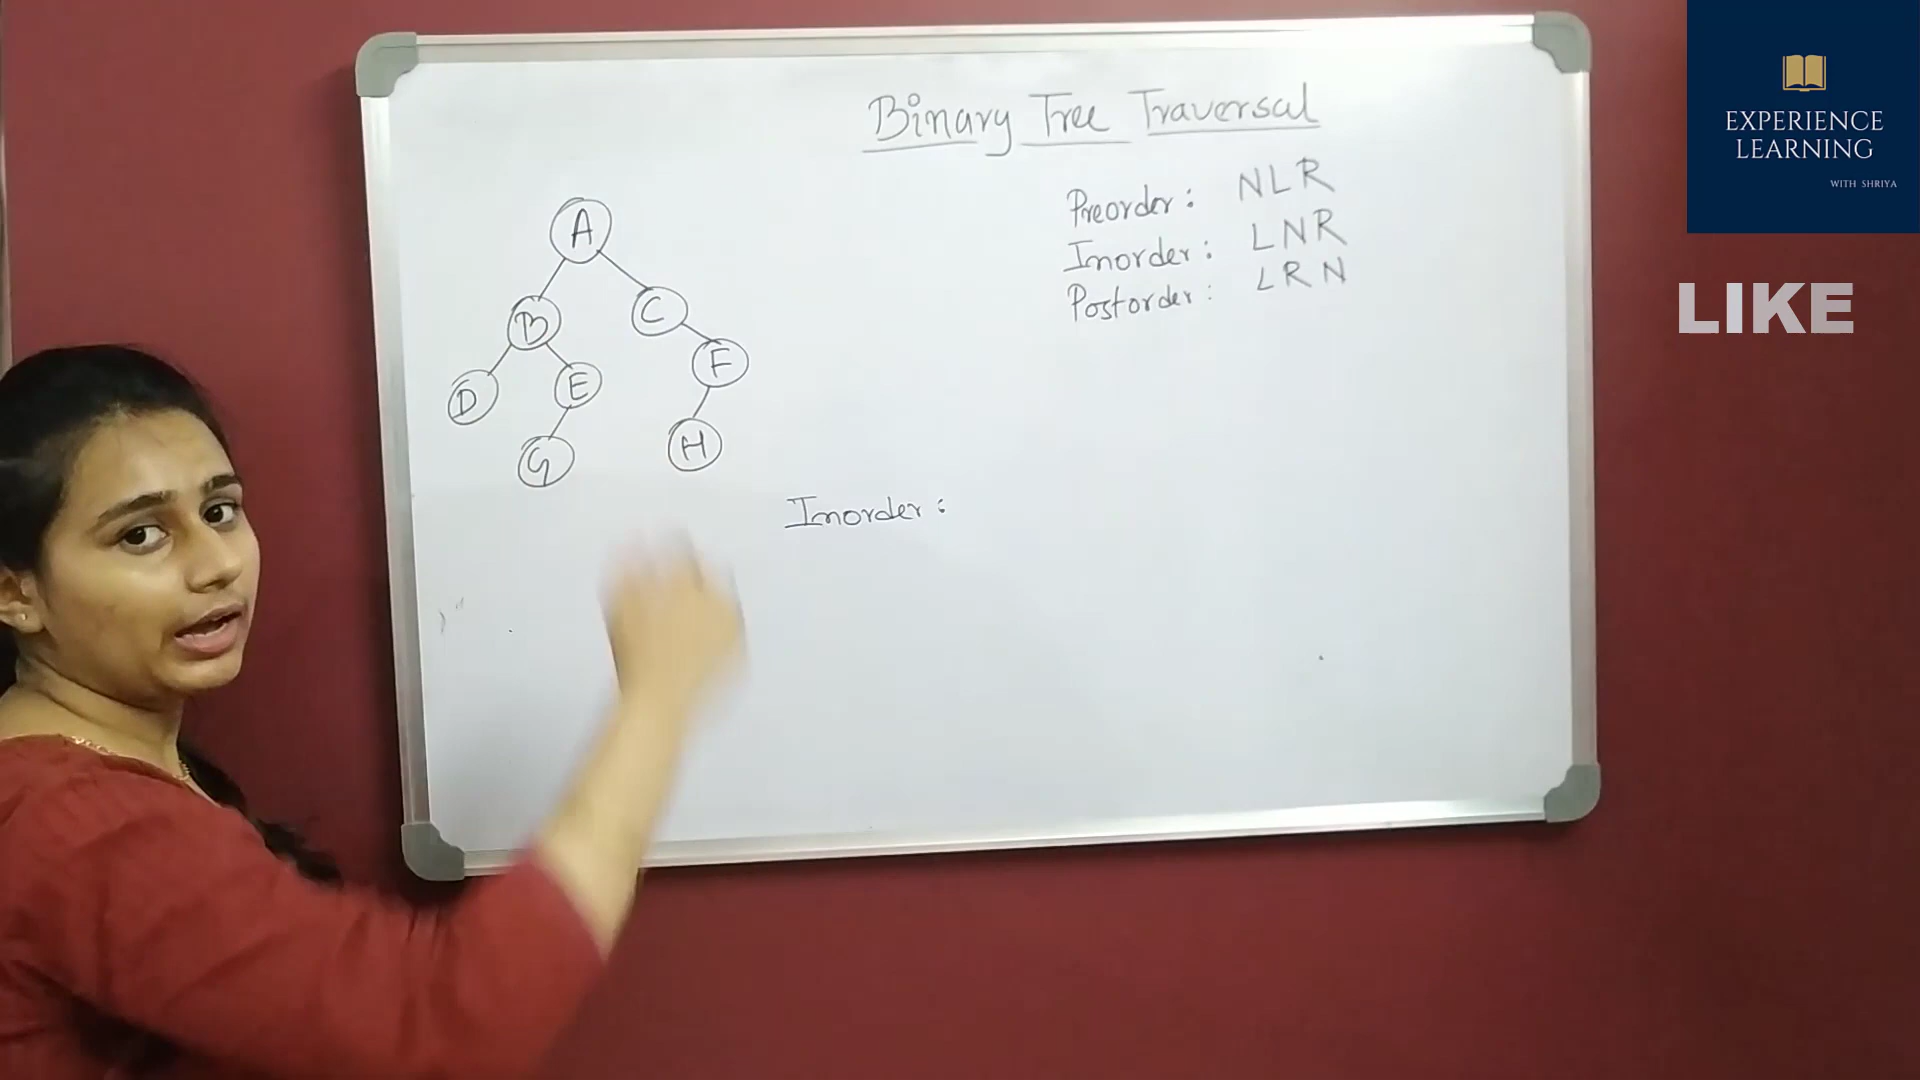 Binary Tree Traversal
Preorder: NLR
Inorder: LNR
Postorder: LRN
A
B
C
D
E
F
G
H
Inorder:
EXPERIENCE
LEARNING
WITH SHRIYA
LIKE